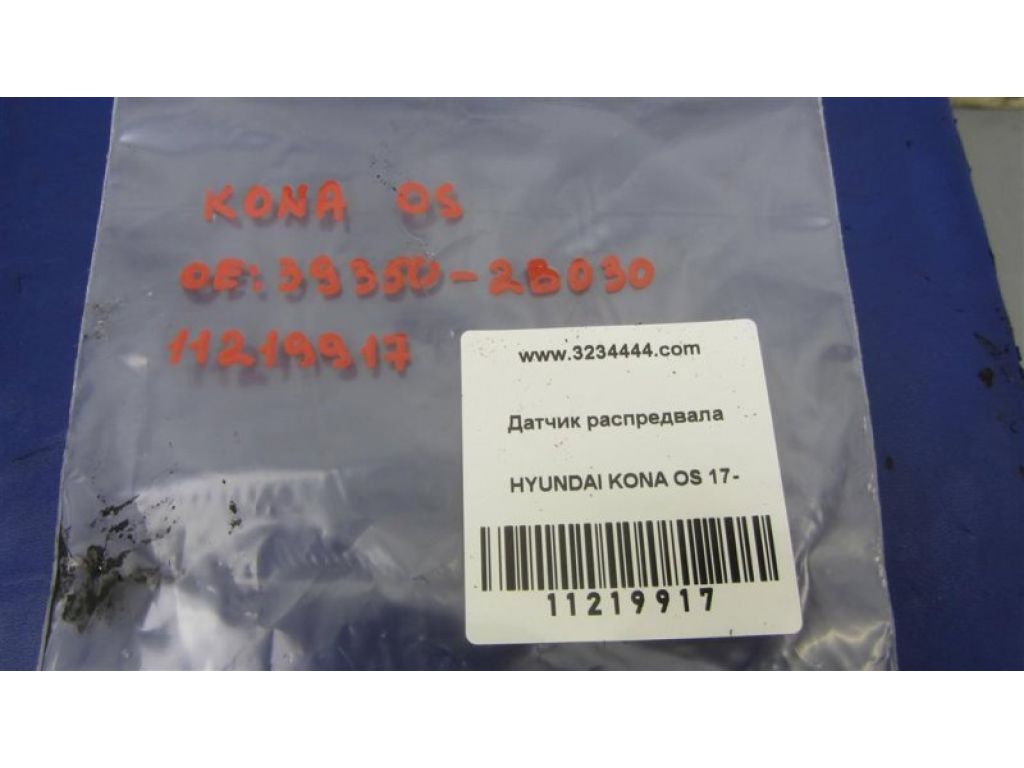 KONA OS
OE: 39350-2B030
11219917
www.3234444.com
Датчик распредвала
HYUNDAI KONA OS 17-
11219917